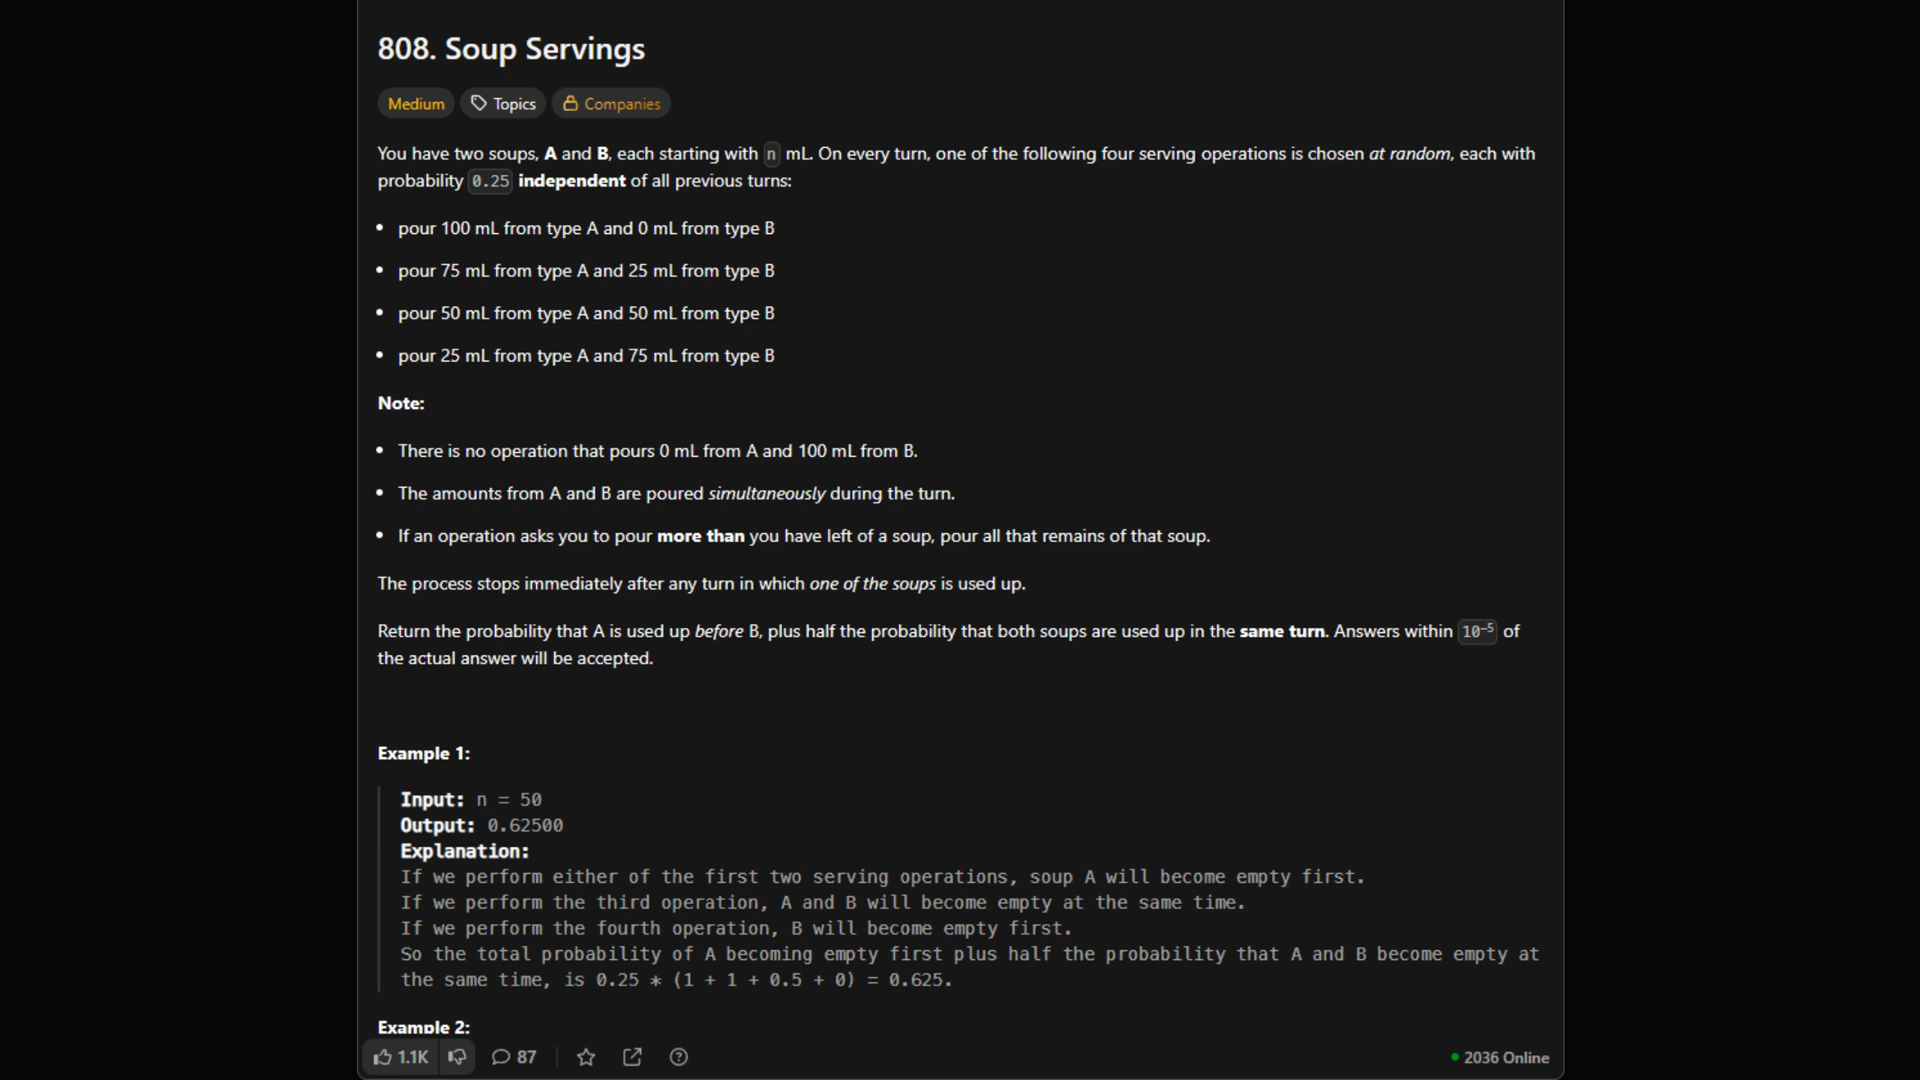 808. Soup Servings
Medium Topics Companies
You have two soups, A and B, each starting with n mL. On every turn, one of the following four serving operations is chosen at random, each with
probability 0.25 independent of all previous turns:
• pour 100 mL from type A and 0 mL from type B
• pour 75 mL from type A and 25 mL from type B
• pour 50 mL from type A and 50 mL from type B
• pour 25 mL from type A and 75 mL from type B
Note:
• There is no operation that pours 0 mL from A and 100 mL from B.
• The amounts from A and B are poured simultaneously during the turn.
• If an operation asks you to pour more than you have left of a soup, pour all that remains of that soup.
The process stops immediately after any turn in which one of the soups is used up.
Return the probability that A is used up before B, plus half the probability that both soups are used up in the same turn. Answers within 10⁻⁵ of
the actual answer will be accepted.
Example 1:
Input: n = 50
Output: 0.62500
Explanation:
If we perform either of the first two serving operations, soup A will become empty first.
If we perform the third operation, A and B will become empty at the same time.
If we perform the fourth operation, B will become empty first.
So the total probability of A becoming empty first plus half the probability that A and B become empty at
the same time, is 0.25 * (1 + 1 + 0.5 + 0) = 0.625.
Example 2:
1.1K 87 2036 Online